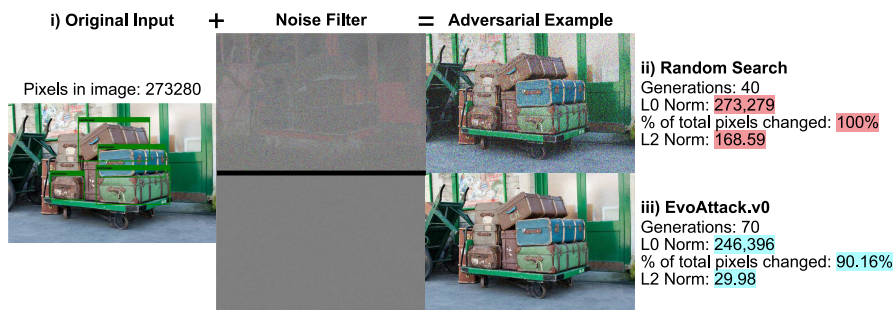 i) Original Input + Noise Filter = Adversarial Example
Pixels in image: 273280
ii) Random Search
Generations: 40
L0 Norm: 273,279
% of total pixels changed: 100%
L2 Norm: 168.59
iii) EvoAttack.v0
Generations: 70
L0 Norm: 246,396
% of total pixels changed: 90.16%
L2 Norm: 29.98